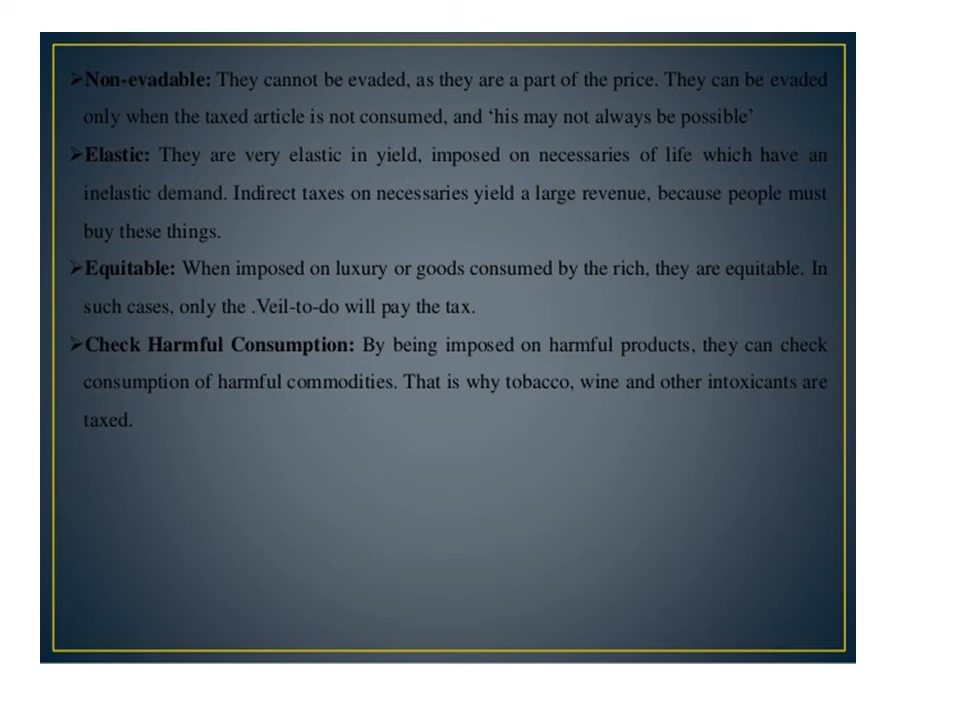 ➢Non-evadable: They cannot be evaded, as they are a part of the price. They can be evaded
only when the taxed article is not consumed, and ‘his may not always be possible’
➢Elastic: They are very elastic in yield, imposed on necessaries of life which have an
inelastic demand. Indirect taxes on necessaries yield a large revenue, because people must
buy these things.
➢Equitable: When imposed on luxury or goods consumed by the rich, they are equitable. In
such cases, only the .Veil-to-do will pay the tax.
➢Check Harmful Consumption: By being imposed on harmful products, they can check
consumption of harmful commodities. That is why tobacco, wine and other intoxicants are
taxed.